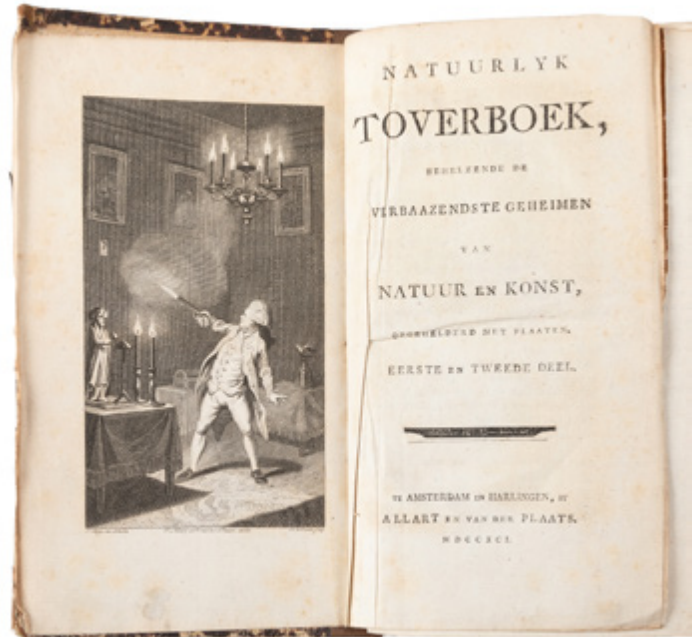 NATUURLYK
TOVERBOEK,
BEHELZENDE DE
VERBAAZENDSTE GEHEIMEN
VAN
NATUUR EN KONST,
OPGEHELDERD MET PLAATEN.
EERSTE EN TWEEDE DEEL.
TE AMSTERDAM EN HARLINGEN, BY
ALLART EN VAN DER PLAATS.
MDCCXCI.